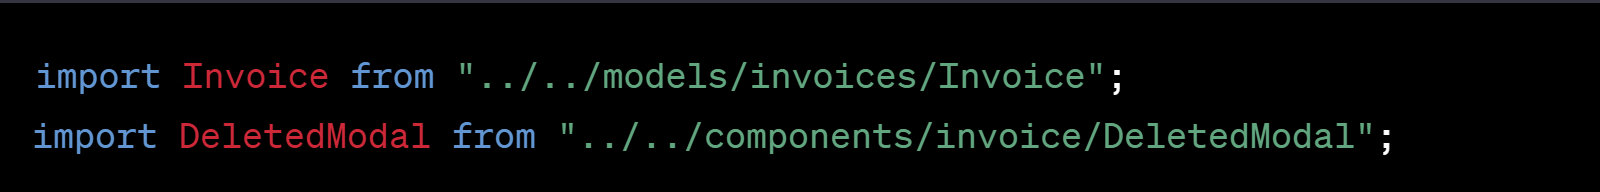 import Invoice from "../../models/invoices/Invoice";
import DeletedModal from "../../components/invoice/DeletedModal";